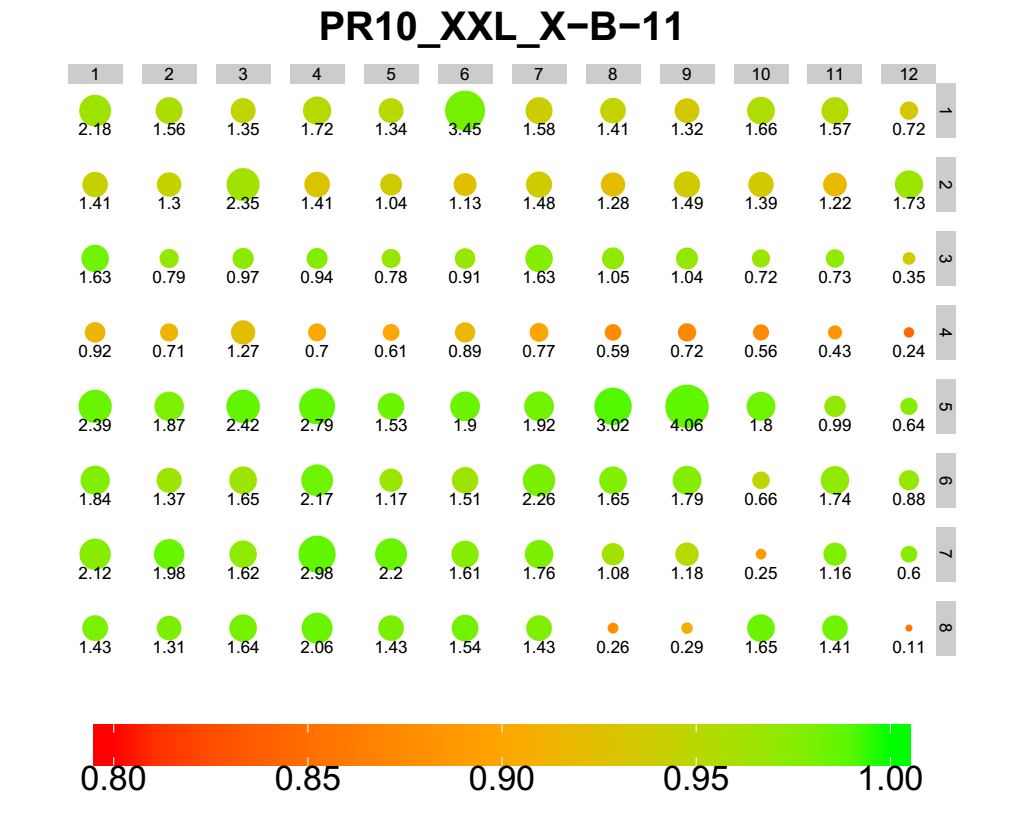 PR10_XXL_X−B−11
1 2 3 4 5 6 7 8 9 10 11 12
2.18 1.56 1.35 1.72 1.34 3.45 1.58 1.41 1.32 1.66 1.57 0.72 1
1.41 1.3 2.35 1.41 1.04 1.13 1.48 1.28 1.49 1.39 1.22 1.73 2
1.63 0.79 0.97 0.94 0.78 0.91 1.63 1.05 1.04 0.72 0.73 0.35 3
0.92 0.71 1.27 0.7 0.61 0.89 0.77 0.59 0.72 0.56 0.43 0.24 4
2.39 1.87 2.42 2.79 1.53 1.9 1.92 3.02 4.06 1.8 0.99 0.64 5
1.84 1.37 1.65 2.17 1.17 1.51 2.26 1.65 1.79 0.66 1.74 0.88 6
2.12 1.98 1.62 2.98 2.2 1.61 1.76 1.08 1.18 0.25 1.16 0.6 7
1.43 1.31 1.64 2.06 1.43 1.54 1.43 0.26 0.29 1.65 1.41 0.11 8
0.80 0.85 0.90 0.95 1.00